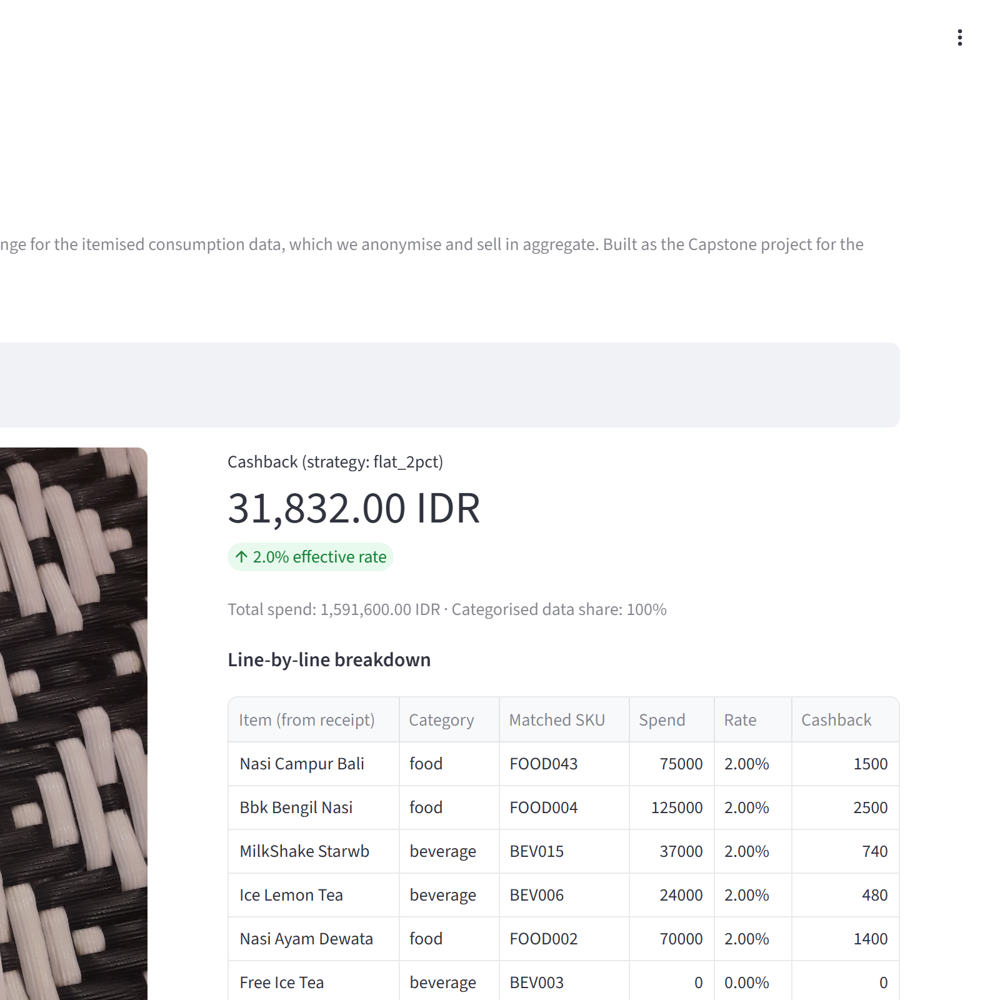 nge for the itemised consumption data, which we anonymise and sell in aggregate. Built as the Capstone project for the
Cashback (strategy: flat_2pct)
31,832.00 IDR
↑ 2.0% effective rate
Total spend: 1,591,600.00 IDR · Categorised data share: 100%
Line-by-line breakdown
Item (from receipt) Category Matched SKU Spend Rate Cashback
Nasi Campur Bali food FOOD043 75000 2.00% 1500
Bbk Bengil Nasi food FOOD004 125000 2.00% 2500
MilkShake Starwb beverage BEV015 37000 2.00% 740
Ice Lemon Tea beverage BEV006 24000 2.00% 480
Nasi Ayam Dewata food FOOD002 70000 2.00% 1400
Free Ice Tea beverage BEV003 0 0.00% 0